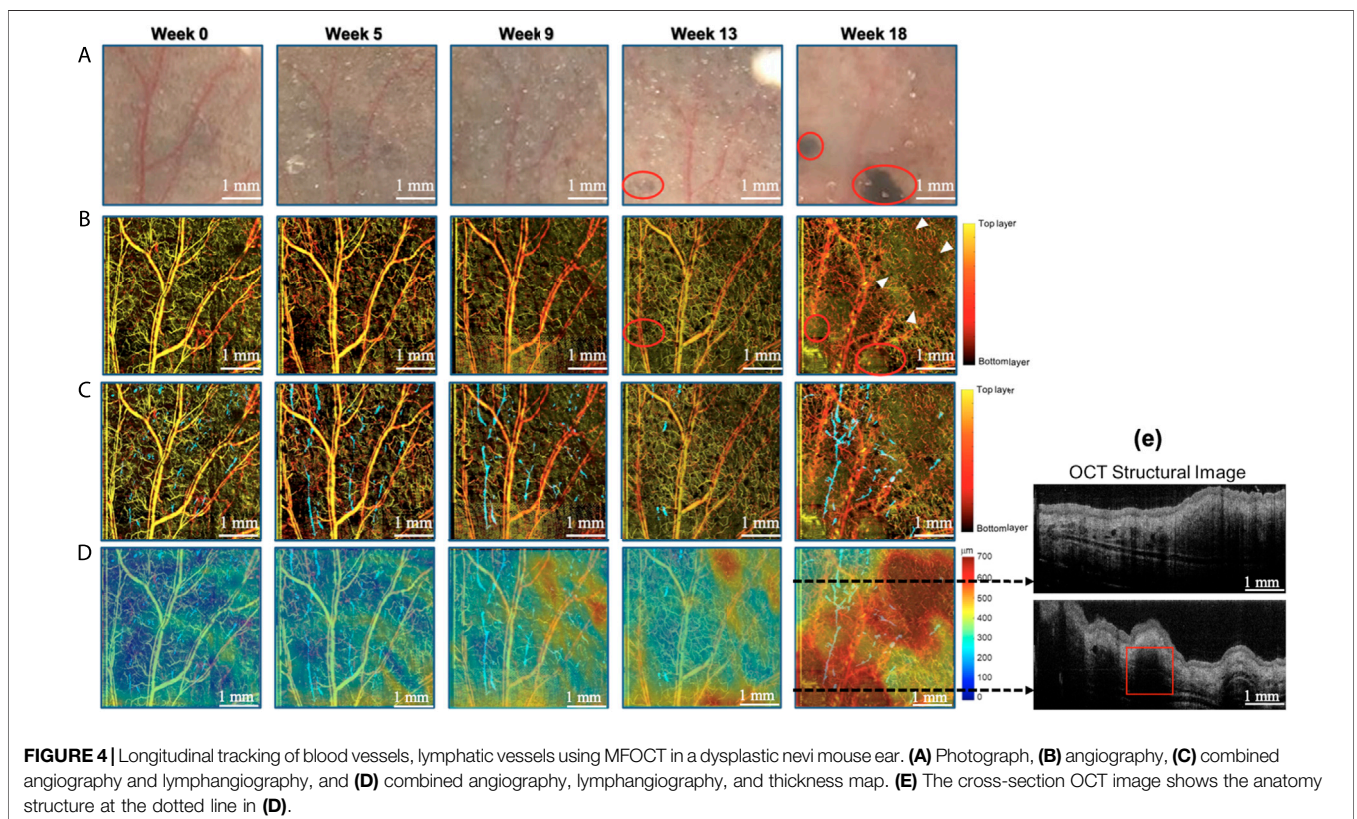 Week 0 Week 5 Week 9 Week 13 Week 18
A
1 mm 1 mm 1 mm 1 mm 1 mm
B
Top layer
1 mm 1 mm 1 mm 1 mm 1 mm
Bottomlayer
C
Top layer
1 mm 1 mm 1 mm 1 mm 1 mm
Bottomlayer
(e)
OCT Structural Image
1 mm
1 mm
D
µm
700
600
500
400
300
200
100
0
1 mm 1 mm 1 mm 1 mm 1 mm
FIGURE 4 | Longitudinal tracking of blood vessels, lymphatic vessels using MFOCT in a dysplastic nevi mouse ear. (A) Photograph, (B) angiography, (C) combined
angiography and lymphangiography, and (D) combined angiography, lymphangiography, and thickness map. (E) The cross-section OCT image shows the anatomy
structure at the dotted line in (D).